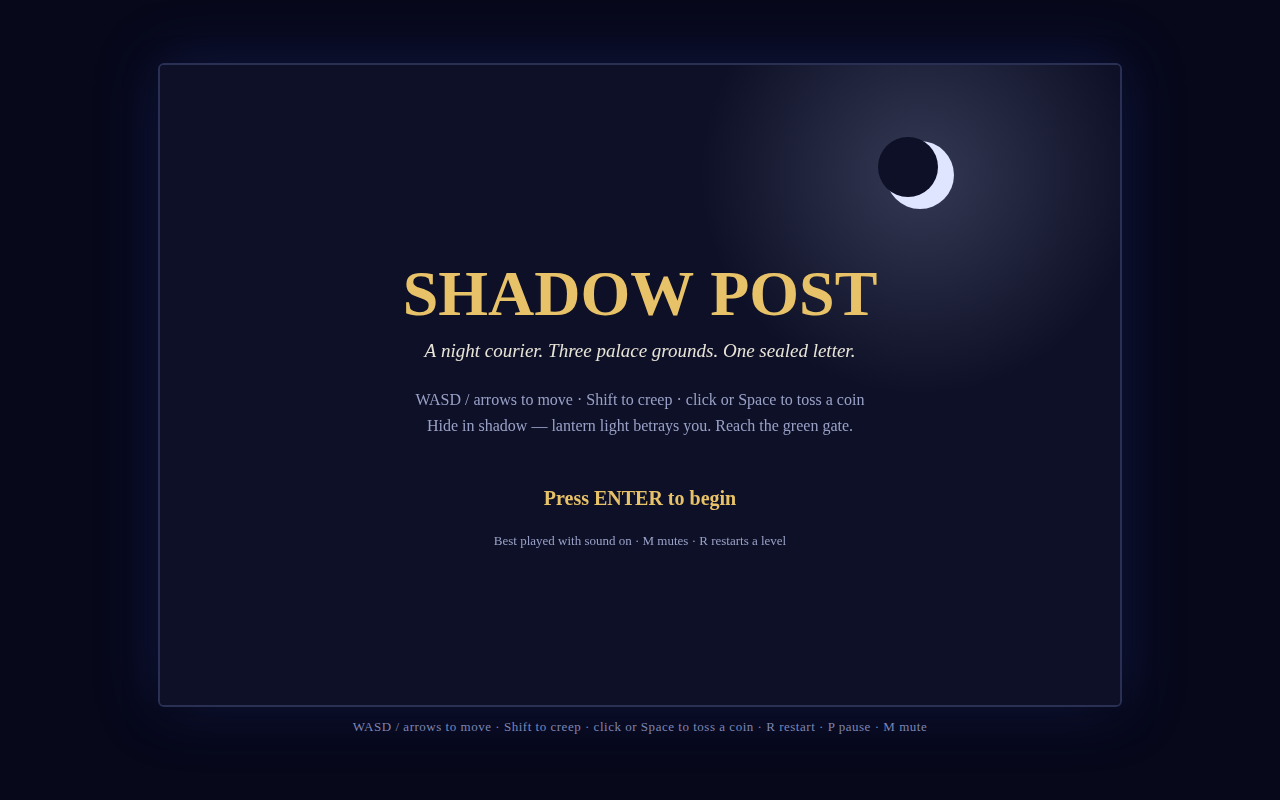 SHADOW POST
A night courier. Three palace grounds. One sealed letter.
WASD / arrows to move · Shift to creep · click or Space to toss a coin
Hide in shadow — lantern light betrays you. Reach the green gate.
Press ENTER to begin
Best played with sound on · M mutes · R restarts a level
WASD / arrows to move · Shift to creep · click or Space to toss a coin · R restart · P pause · M mute